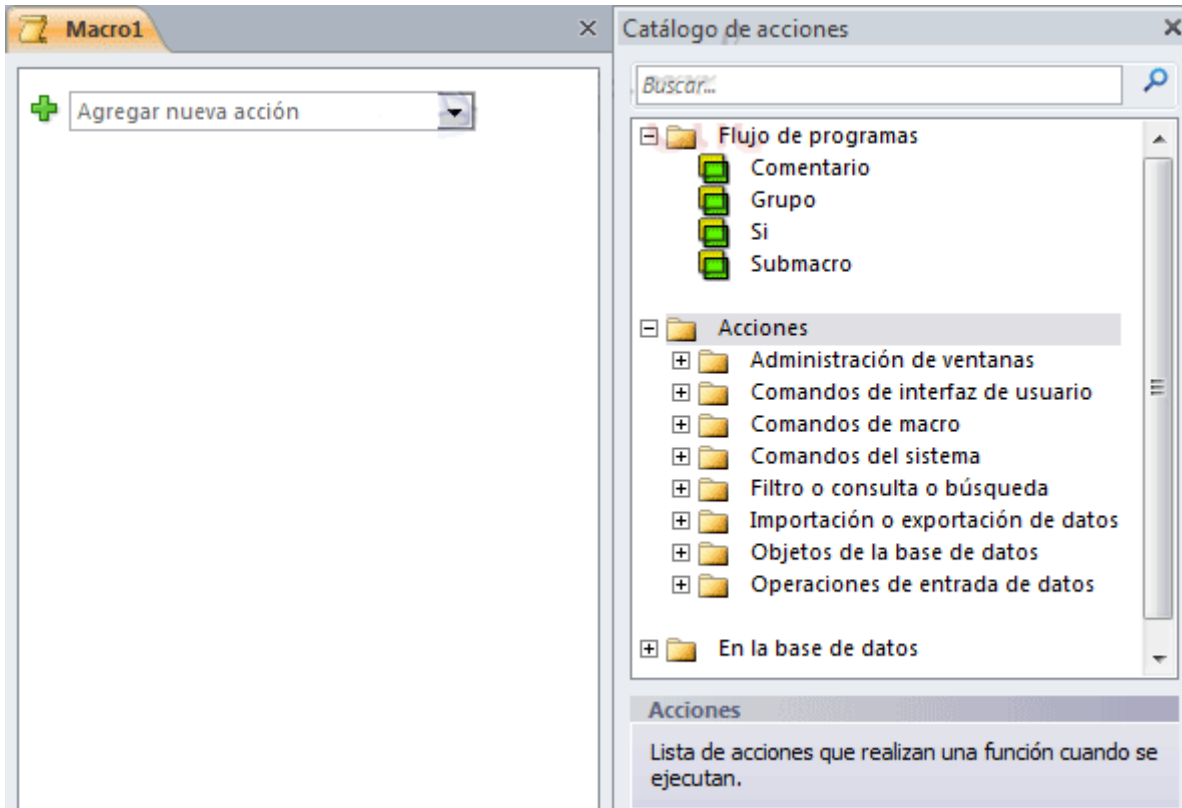 Macro1
Agregar nueva acción
Catálogo de acciones
Buscar...
Flujo de programas
Comentario
Grupo
Si
Submacro
Acciones
Administración de ventanas
Comandos de interfaz de usuario
Comandos de macro
Comandos del sistema
Filtro o consulta o búsqueda
Importación o exportación de datos
Objetos de la base de datos
Operaciones de entrada de datos
En la base de datos
Acciones
Lista de acciones que realizan una función cuando se
ejecutan.